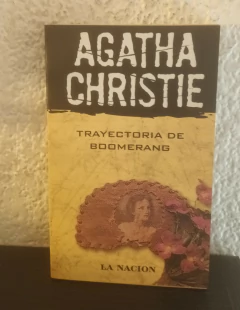 AGATHA
CHRISTIE
TRAYECTORIA DE
BOOMERANG
LA NACION